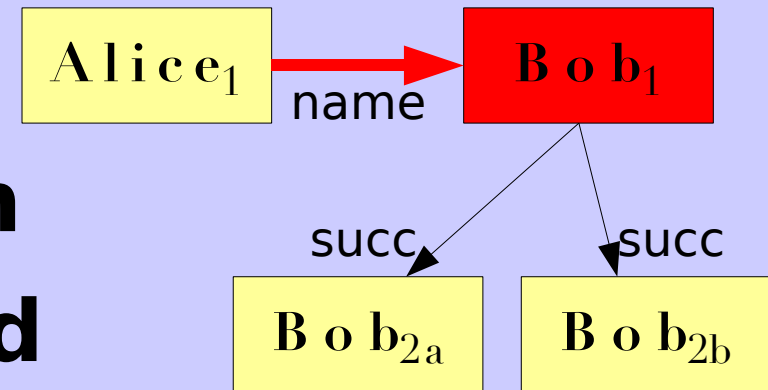 Alice₁ Bob₁
name
succ succ
Bob₂ₐ Bob₂b